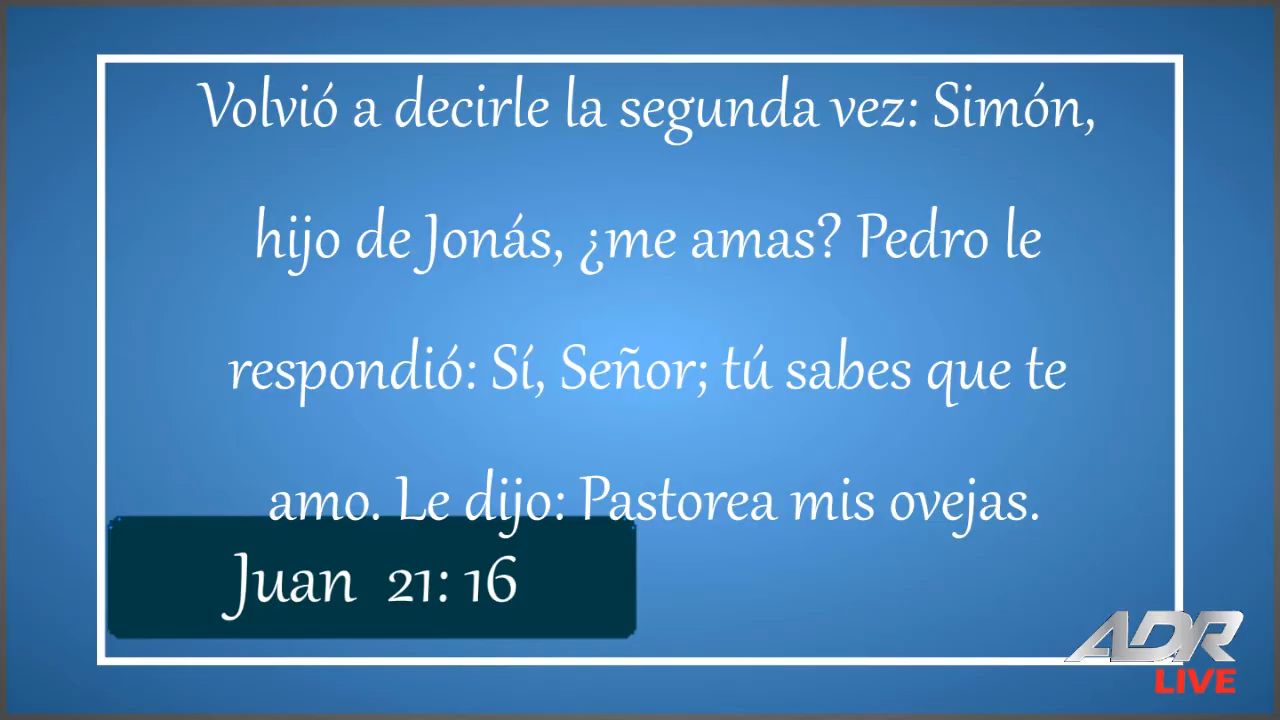 Volvió a decirle la segunda vez: Simón,
hijo de Jonás, ¿me amas? Pedro le
respondió: Sí, Señor; tú sabes que te
amo. Le dijo: Pastorea mis ovejas.
Juan 21: 16
ADR
LIVE